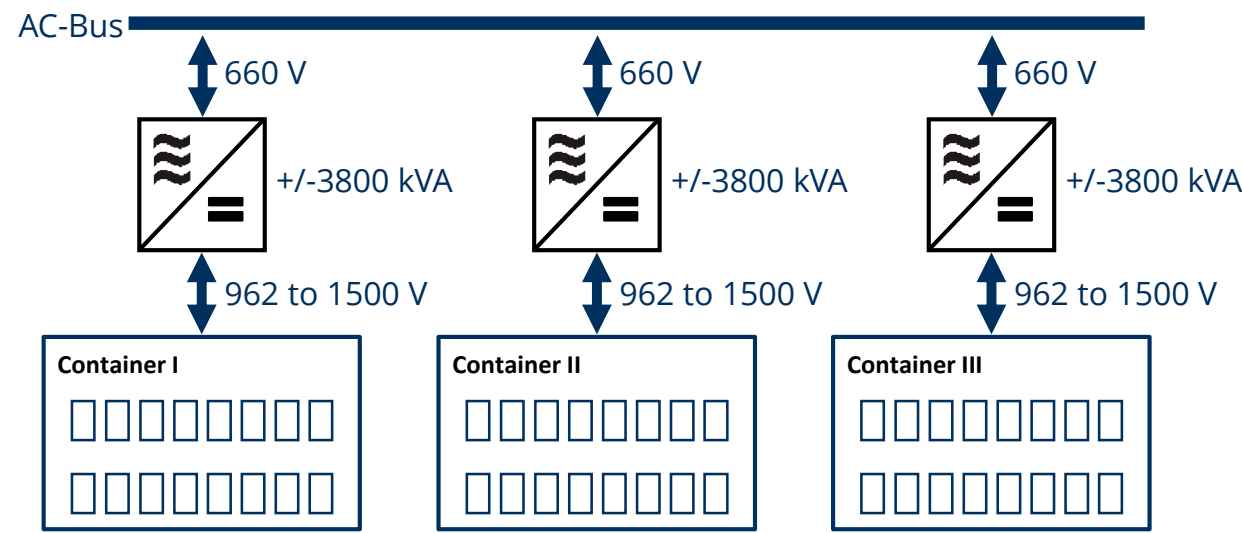 AC-Bus
660 V
660 V
660 V
+/-3800 kVA
+/-3800 kVA
+/-3800 kVA
962 to 1500 V
962 to 1500 V
962 to 1500 V
Container I
Container II
Container III